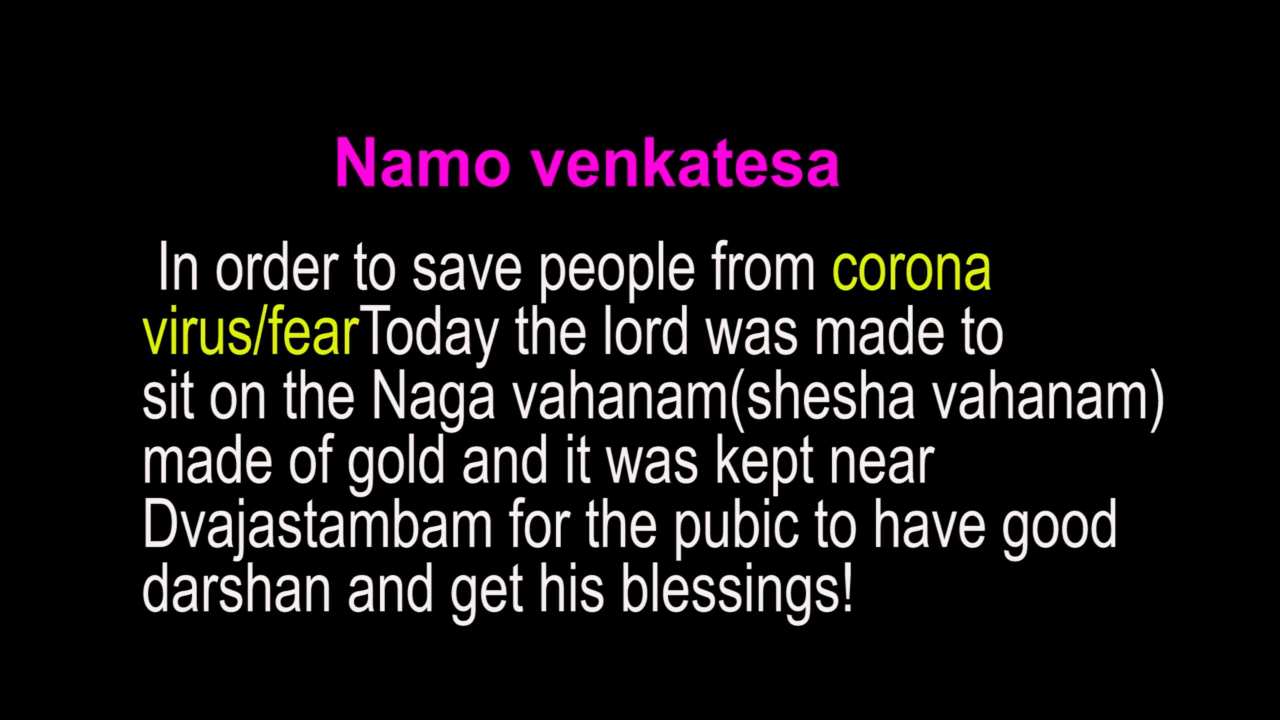 Namo venkatesa
In order to save people from corona
virus/fearToday the lord was made to
sit on the Naga vahanam(shesha vahanam)
made of gold and it was kept near
Dvajastambam for the pubic to have good
darshan and get his blessings!